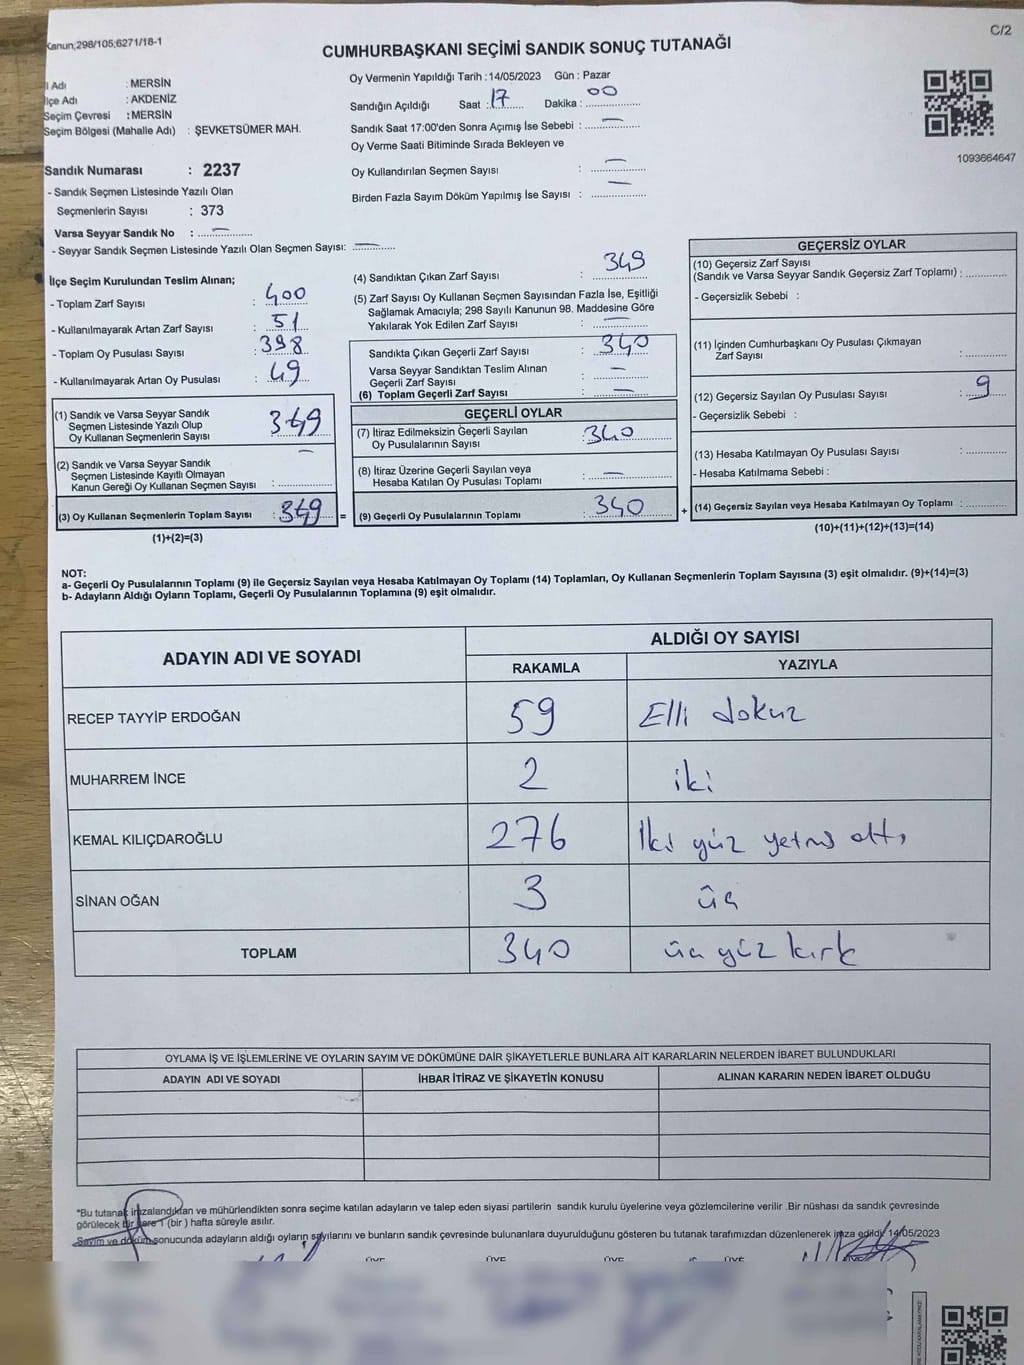 Kanun;298/105;6271/18-1
C/2
CUMHURBAŞKANI SEÇİMİ SANDIK SONUÇ TUTANAĞI
İl Adı : MERSİN
İlçe Adı : AKDENİZ
Seçim Çevresi : MERSİN
Seçim Bölgesi (Mahalle Adı) : ŞEVKETSÜMER MAH.
Oy Vermenin Yapıldığı Tarih : 14/05/2023 Gün : Pazar
Sandığın Açıldığı Saat : 17 Dakika : 00
Sandık Saat 17:00'den Sonra Açımış İse Sebebi : —
Oy Verme Saati Bitiminde Sırada Bekleyen ve
Oy Kullandırılan Seçmen Sayısı : —
Birden Fazla Sayım Döküm Yapılmış İse Sayısı : —
1093664647
Sandık Numarası : 2237
- Sandık Seçmen Listesinde Yazılı Olan
Seçmenlerin Sayısı : 373
Varsa Seyyar Sandık No : —
- Seyyar Sandık Seçmen Listesinde Yazılı Olan Seçmen Sayısı: —
İlçe Seçim Kurulundan Teslim Alınan;
- Toplam Zarf Sayısı : 400
- Kullanılmayarak Artan Zarf Sayısı : 51
- Toplam Oy Pusulası Sayısı : 398
- Kullanılmayarak Artan Oy Pusulası : 49
(1) Sandık ve Varsa Seyyar Sandık
Seçmen Listesinde Yazılı Olup
Oy Kullanan Seçmenlerin Sayısı 349
(2) Sandık ve Varsa Seyyar Sandık
Seçmen Listesinde Kayıtlı Olmayan
Kanun Gereği Oy Kullanan Seçmen Sayısı : —
(3) Oy Kullanan Seçmenlerin Toplam Sayısı : 349
(1)+(2)=(3)
=
(4) Sandıktan Çıkan Zarf Sayısı : 349
(5) Zarf Sayısı Oy Kullanan Seçmen Sayısından Fazla İse, Eşitliği
Sağlamak Amacıyla; 298 Sayılı Kanunun 98. Maddesine Göre
Yakılarak Yok Edilen Zarf Sayısı : —
Sandıkta Çıkan Geçerli Zarf Sayısı : 340
Varsa Seyyar Sandıktan Teslim Alınan
Geçerli Zarf Sayısı : —
(6) Toplam Geçerli Zarf Sayısı : —
GEÇERLİ OYLAR
(7) İtiraz Edilmeksizin Geçerli Sayılan
Oy Pusulalarının Sayısı : 340
(8) İtiraz Üzerine Geçerli Sayılan veya
Hesaba Katılan Oy Pusulası Toplamı : —
(9) Geçerli Oy Pusulalarının Toplamı : 340
+
GEÇERSİZ OYLAR
(10) Geçersiz Zarf Sayısı
(Sandık ve Varsa Seyyar Sandık Geçersiz Zarf Toplamı) :
- Geçersizlik Sebebi :
(11) İçinden Cumhurbaşkanı Oy Pusulası Çıkmayan
Zarf Sayısı :
(12) Geçersiz Sayılan Oy Pusulası Sayısı : 9
- Geçersizlik Sebebi :
(13) Hesaba Katılmayan Oy Pusulası Sayısı :
- Hesaba Katılmama Sebebi :
(14) Geçersiz Sayılan veya Hesaba Katılmayan Oy Toplamı :
(10)+(11)+(12)+(13)=(14)
NOT:
a- Geçerli Oy Pusulalarının Toplamı (9) ile Geçersiz Sayılan veya Hesaba Katılmayan Oy Toplamı (14) Toplamları, Oy Kullanan Seçmenlerin Toplam Sayısına (3) eşit olmalıdır. (9)+(14)=(3)
b- Adayların Aldığı Oyların Toplamı, Geçerli Oy Pusulalarının Toplamına (9) eşit olmalıdır.
ADAYIN ADI VE SOYADI
ALDIĞI OY SAYISI
RAKAMLA YAZIYLA
RECEP TAYYİP ERDOĞAN 59 Elli dokuz
MUHARREM İNCE 2 iki
KEMAL KILIÇDAROĞLU 276 İki yüz yetmiş altı
SİNAN OĞAN 3 üç
TOPLAM 340 üç yüz kırk
OYLAMA İŞ VE İŞLEMLERİNE VE OYLARIN SAYIM VE DÖKÜMÜNE DAİR ŞİKAYETLERLE BUNLARA AİT KARARLARIN NELERDEN İBARET BULUNDUKLARI
ADAYIN ADI VE SOYADI İHBAR İTİRAZ VE ŞİKAYETİN KONUSU ALINAN KARARIN NEDEN İBARET OLDUĞU
*Bu tutanak imzalandıktan ve mühürlendikten sonra seçime katılan adayların ve talep eden siyasi partilerin sandık kurulu üyelerine veya gözlemcilerine verilir .Bir nüshası da sandık çevresinde
görülecek bir yere 1 (bir ) hafta süreyle asılır.
Sayım ve döküm sonucunda adayların aldığı oyların sayılarını ve bunların sandık çevresinde bulunanlara duyurulduğunu gösteren bu tutanak tarafımızdan düzenlenerek imza edildi. 14/05/2023
ÜYE ÜYE ÜYE ÜYE